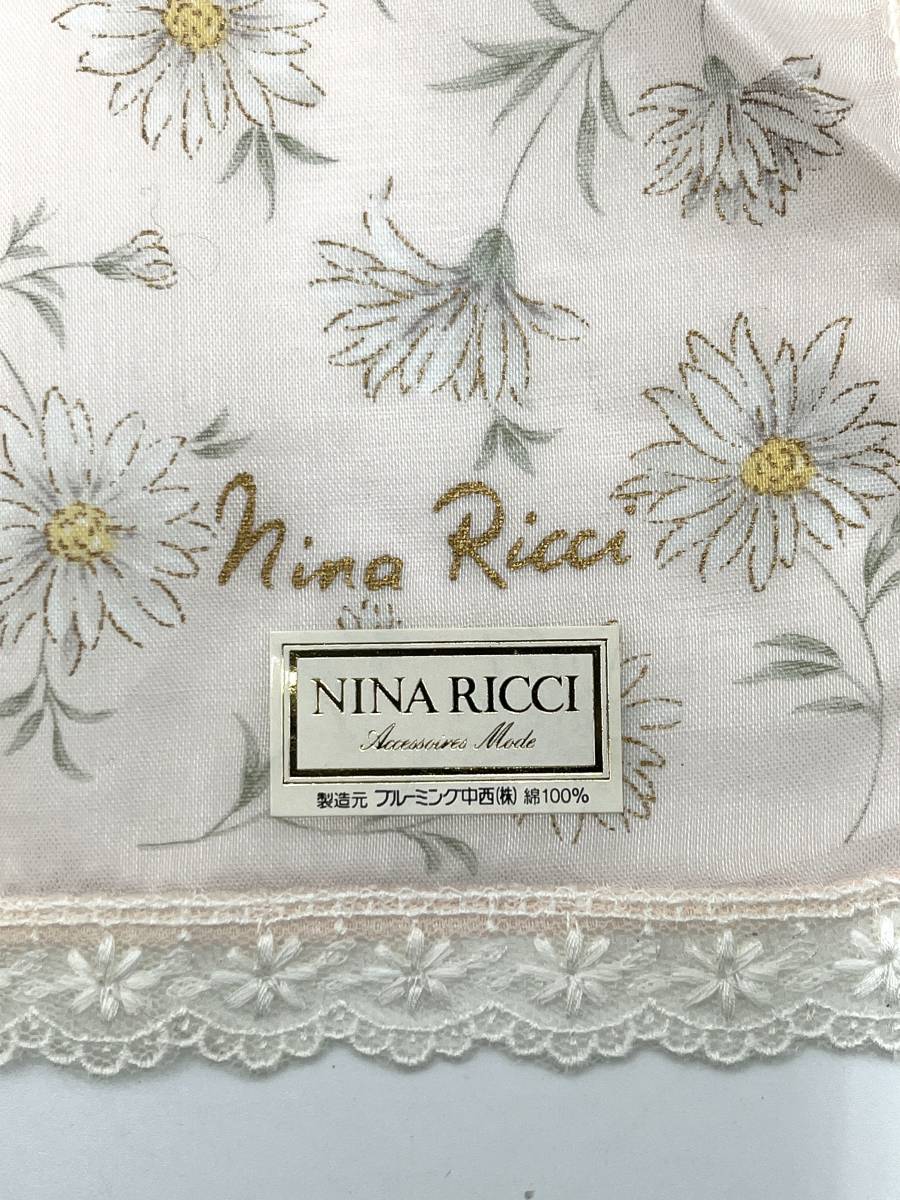 Nina Ricci
NINA RICCI
Accessoires Mode
製造元 ブルーミング中西(株) 綿100%